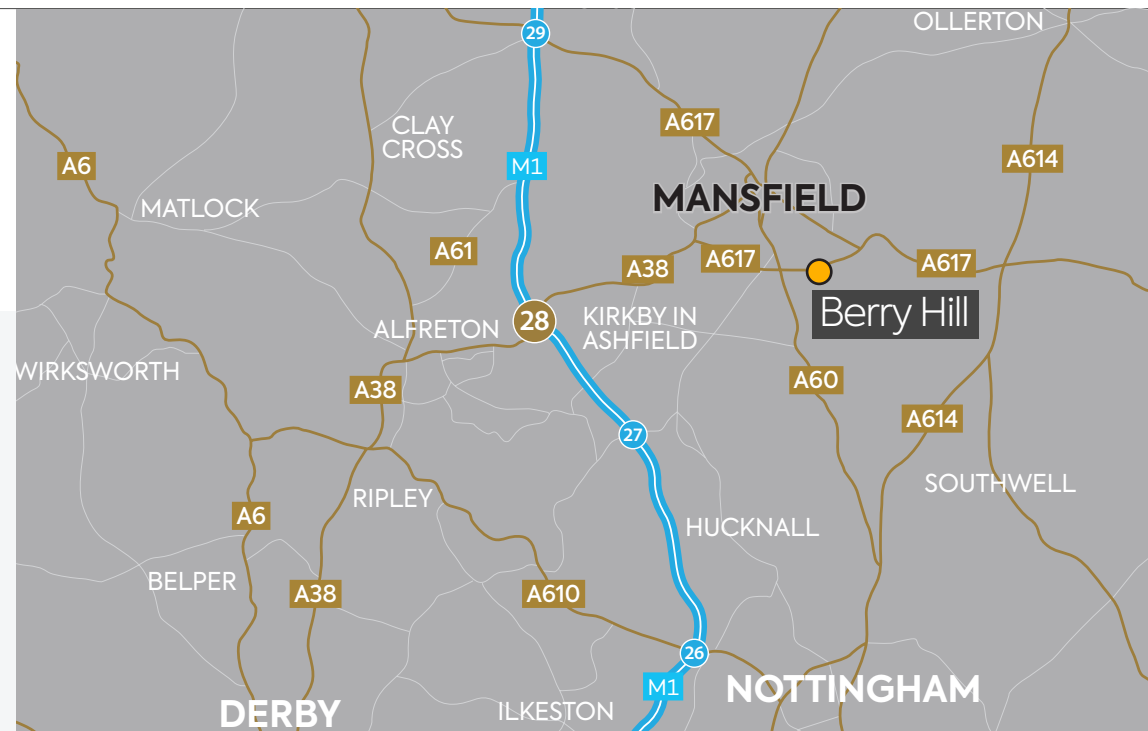 OLLERTON
29
CLAY
CROSS
A617
A6
M1
A614
MATLOCK
MANSFIELD
A61
A38
A617
A617
Berry Hill
ALFRETON
28
KIRKBY IN
ASHFIELD
WIRKSWORTH
A38
A60
A614
27
RIPLEY
SOUTHWELL
A6
HUCKNALL
BELPER
A38
A610
26
M1
NOTTINGHAM
DERBY
ILKESTON